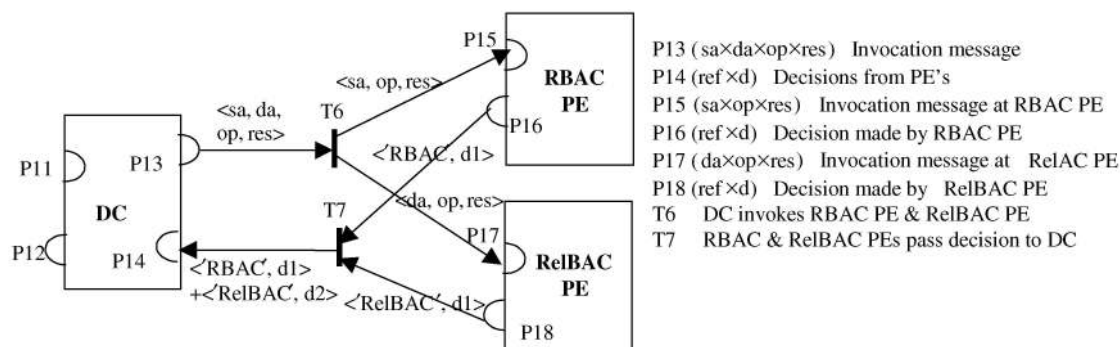 P15
RBAC
PE
P16
<sa, op, res>
<sa, da,
op, res>
T6
P11
P13
DC
P12
P14
<'RBAC', d1>
<da, op, res>
T7
P17
RelBAC
PE
P18
<'RBAC', d1>
+<'RelBAC', d2>
<'RelBAC', d1>
P13 (sa×da×op×res) Invocation message
P14 (ref×d) Decisions from PE's
P15 (sa×op×res) Invocation message at RBAC PE
P16 (ref×d) Decision made by RBAC PE
P17 (da×op×res) Invocation message at RelAC PE
P18 (ref×d) Decision made by RelBAC PE
T6 DC invokes RBAC PE & RelBAC PE
T7 RBAC & RelBAC PEs pass decision to DC